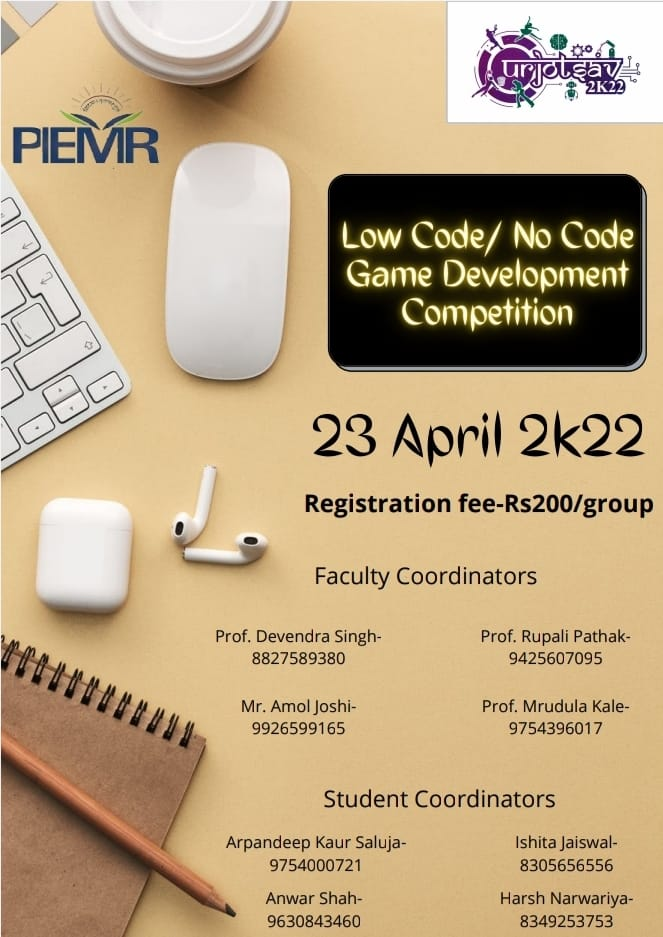 urjotsav
2K22
PIEMR
Low Code/ No Code
Game Development
Competition
23 April 2k22
Registration fee-Rs200/group
Faculty Coordinators
Prof. Devendra Singh-
8827589380
Prof. Rupali Pathak-
9425607095
Mr. Amol Joshi-
9926599165
Prof. Mrudula Kale-
9754396017
Student Coordinators
Arpandeep Kaur Saluja-
9754000721
Ishita Jaiswal-
8305656556
Anwar Shah-
9630843460
Harsh Narwariya-
8349253753